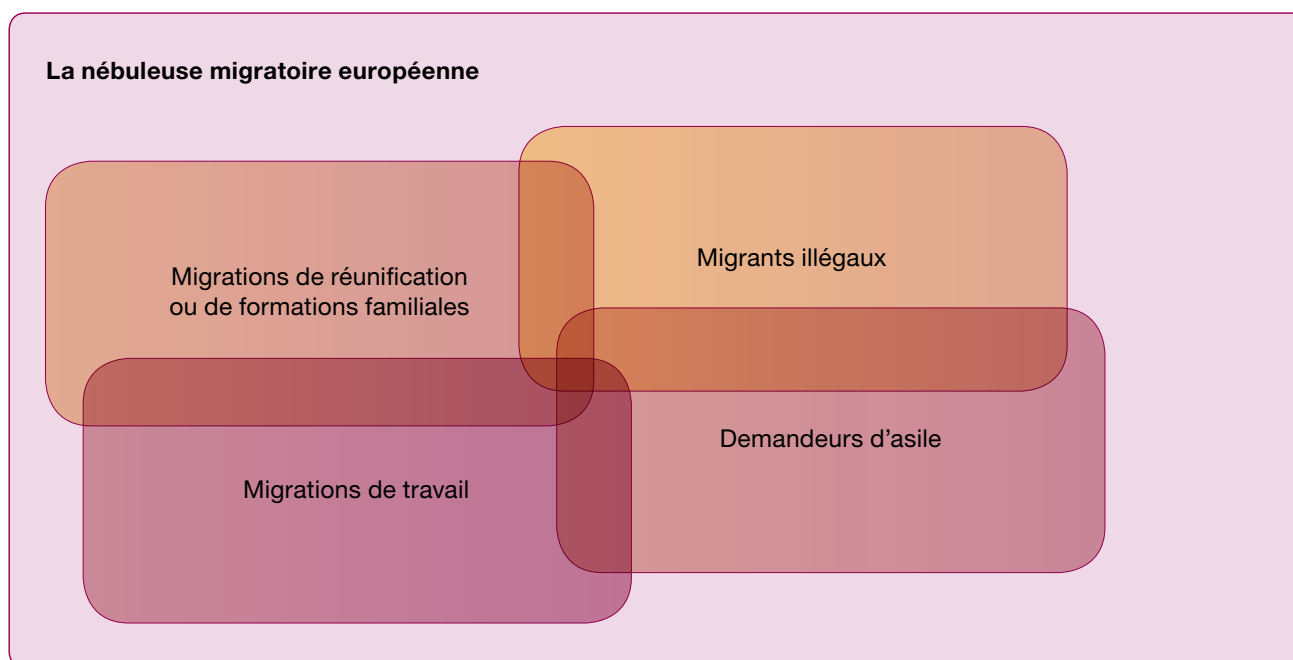 La nébuleuse migratoire européenne
Migrations de réunification
ou de formations familiales
Migrants illégaux
Migrations de travail
Demandeurs d’asile